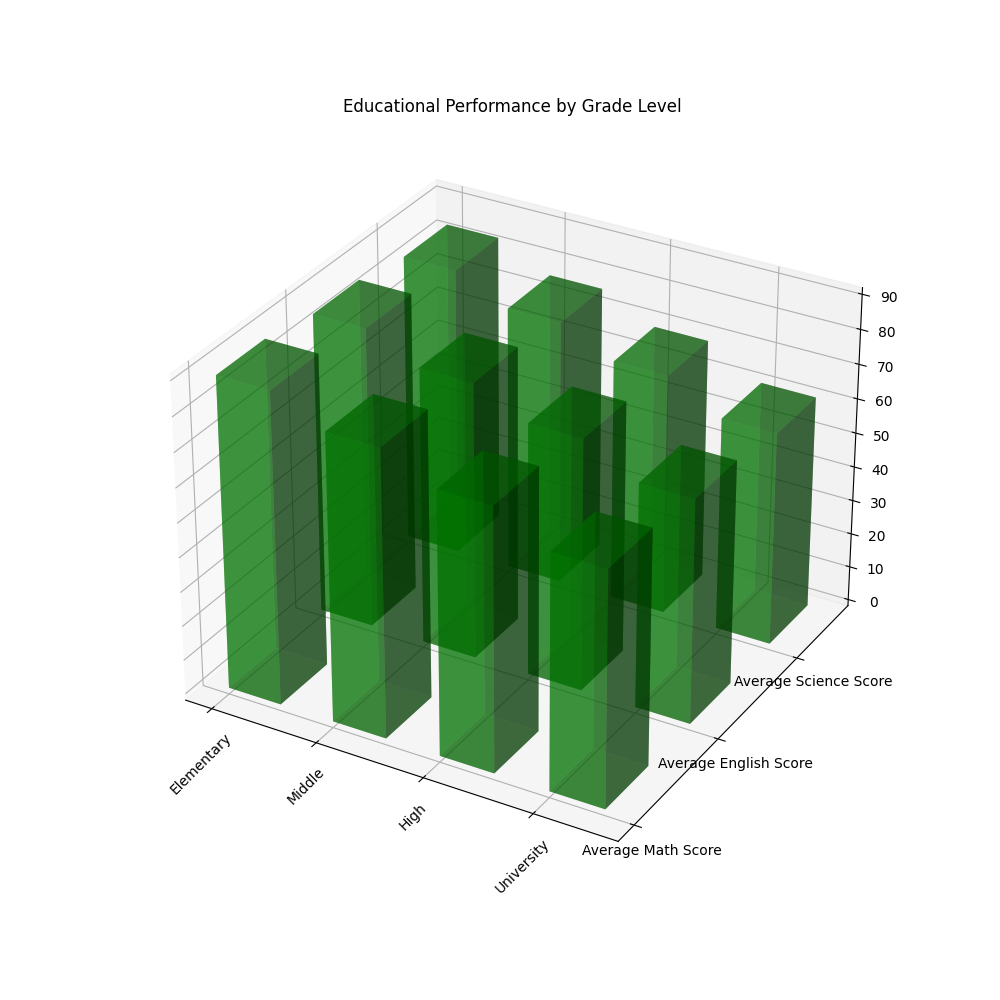 Educational Performance by Grade Level
90
80
70
60
50
40
30
20
10
0
Average Science Score
Average English Score
Average Math Score
Elementary
Middle
High
University